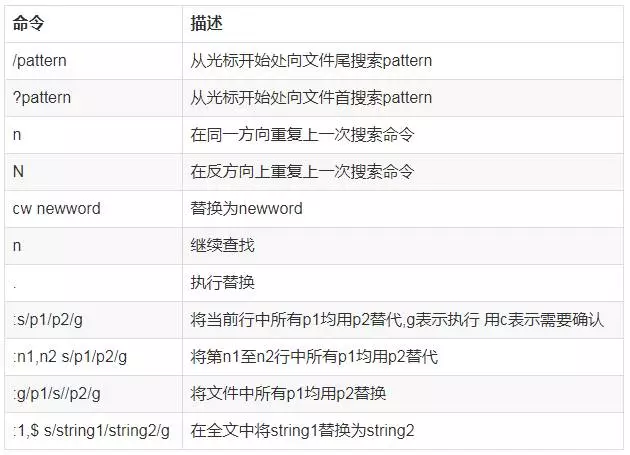 命令 描述
/pattern 从光标开始处向文件尾搜索pattern
?pattern 从光标开始处向文件首搜索pattern
n 在同一方向重复上一次搜索命令
N 在反方向上重复上一次搜索命令
cw newword 替换为newword
n 继续查找
. 执行替换
:s/p1/p2/g 将当前行中所有p1均用p2替代,g表示执行 用c表示需要确认
:n1,n2 s/p1/p2/g 将第n1至n2行中所有p1均用p2替代
:g/p1/s//p2/g 将文件中所有p1均用p2替换
:1,$ s/string1/string2/g 在全文中将string1替换为string2